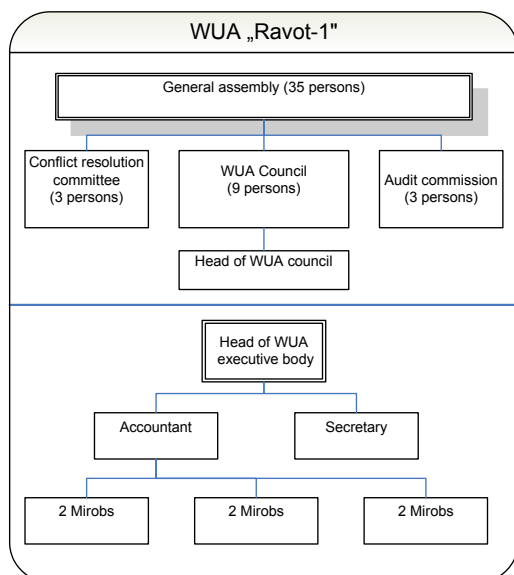 WUA „Ravot-1"
General assembly (35 persons)
Conflict resolution
committee
(3 persons)
WUA Council
(9 persons)
Audit commission
(3 persons)
Head of WUA council
Head of WUA
executive body
Accountant
Secretary
2 Mirobs
2 Mirobs
2 Mirobs